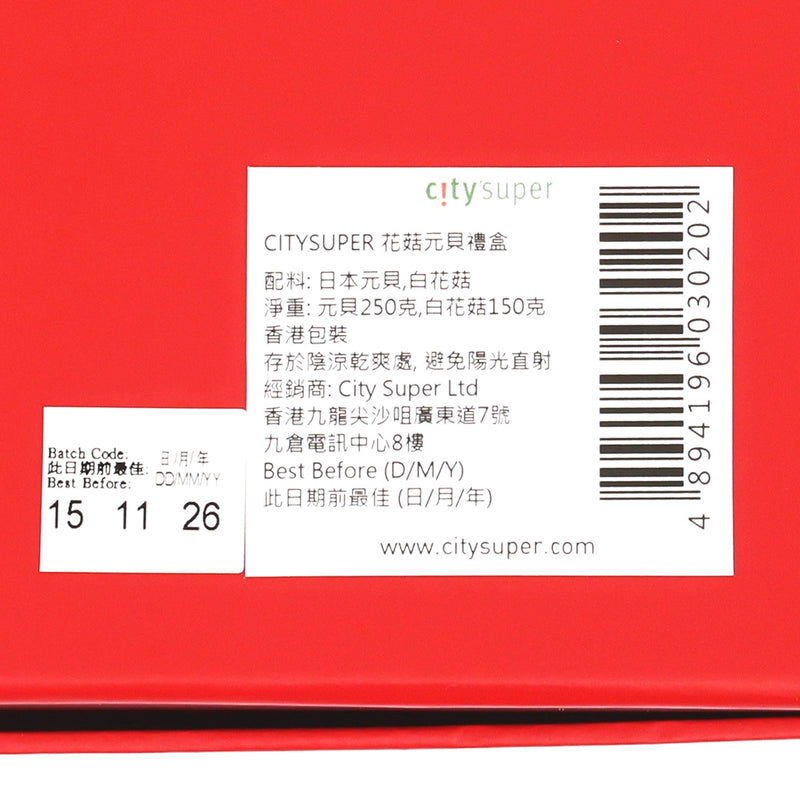 c!ty'super
CITYSUPER 花菇元貝禮盒
配料: 日本元貝,白花菇
淨重: 元貝250克,白花菇150克
香港包裝
存於陰涼乾爽處, 避免陽光直射
經銷商: City Super Ltd
香港九龍尖沙咀廣東道7號
九倉電訊中心8樓
Best Before (D/M/Y)
此日期前最佳 (日/月/年)
www.citysuper.com
4 894196 030202
Batch Code:
此日期前最佳: 日/月/年
Best Before: DD/MM/YY
15 11 26